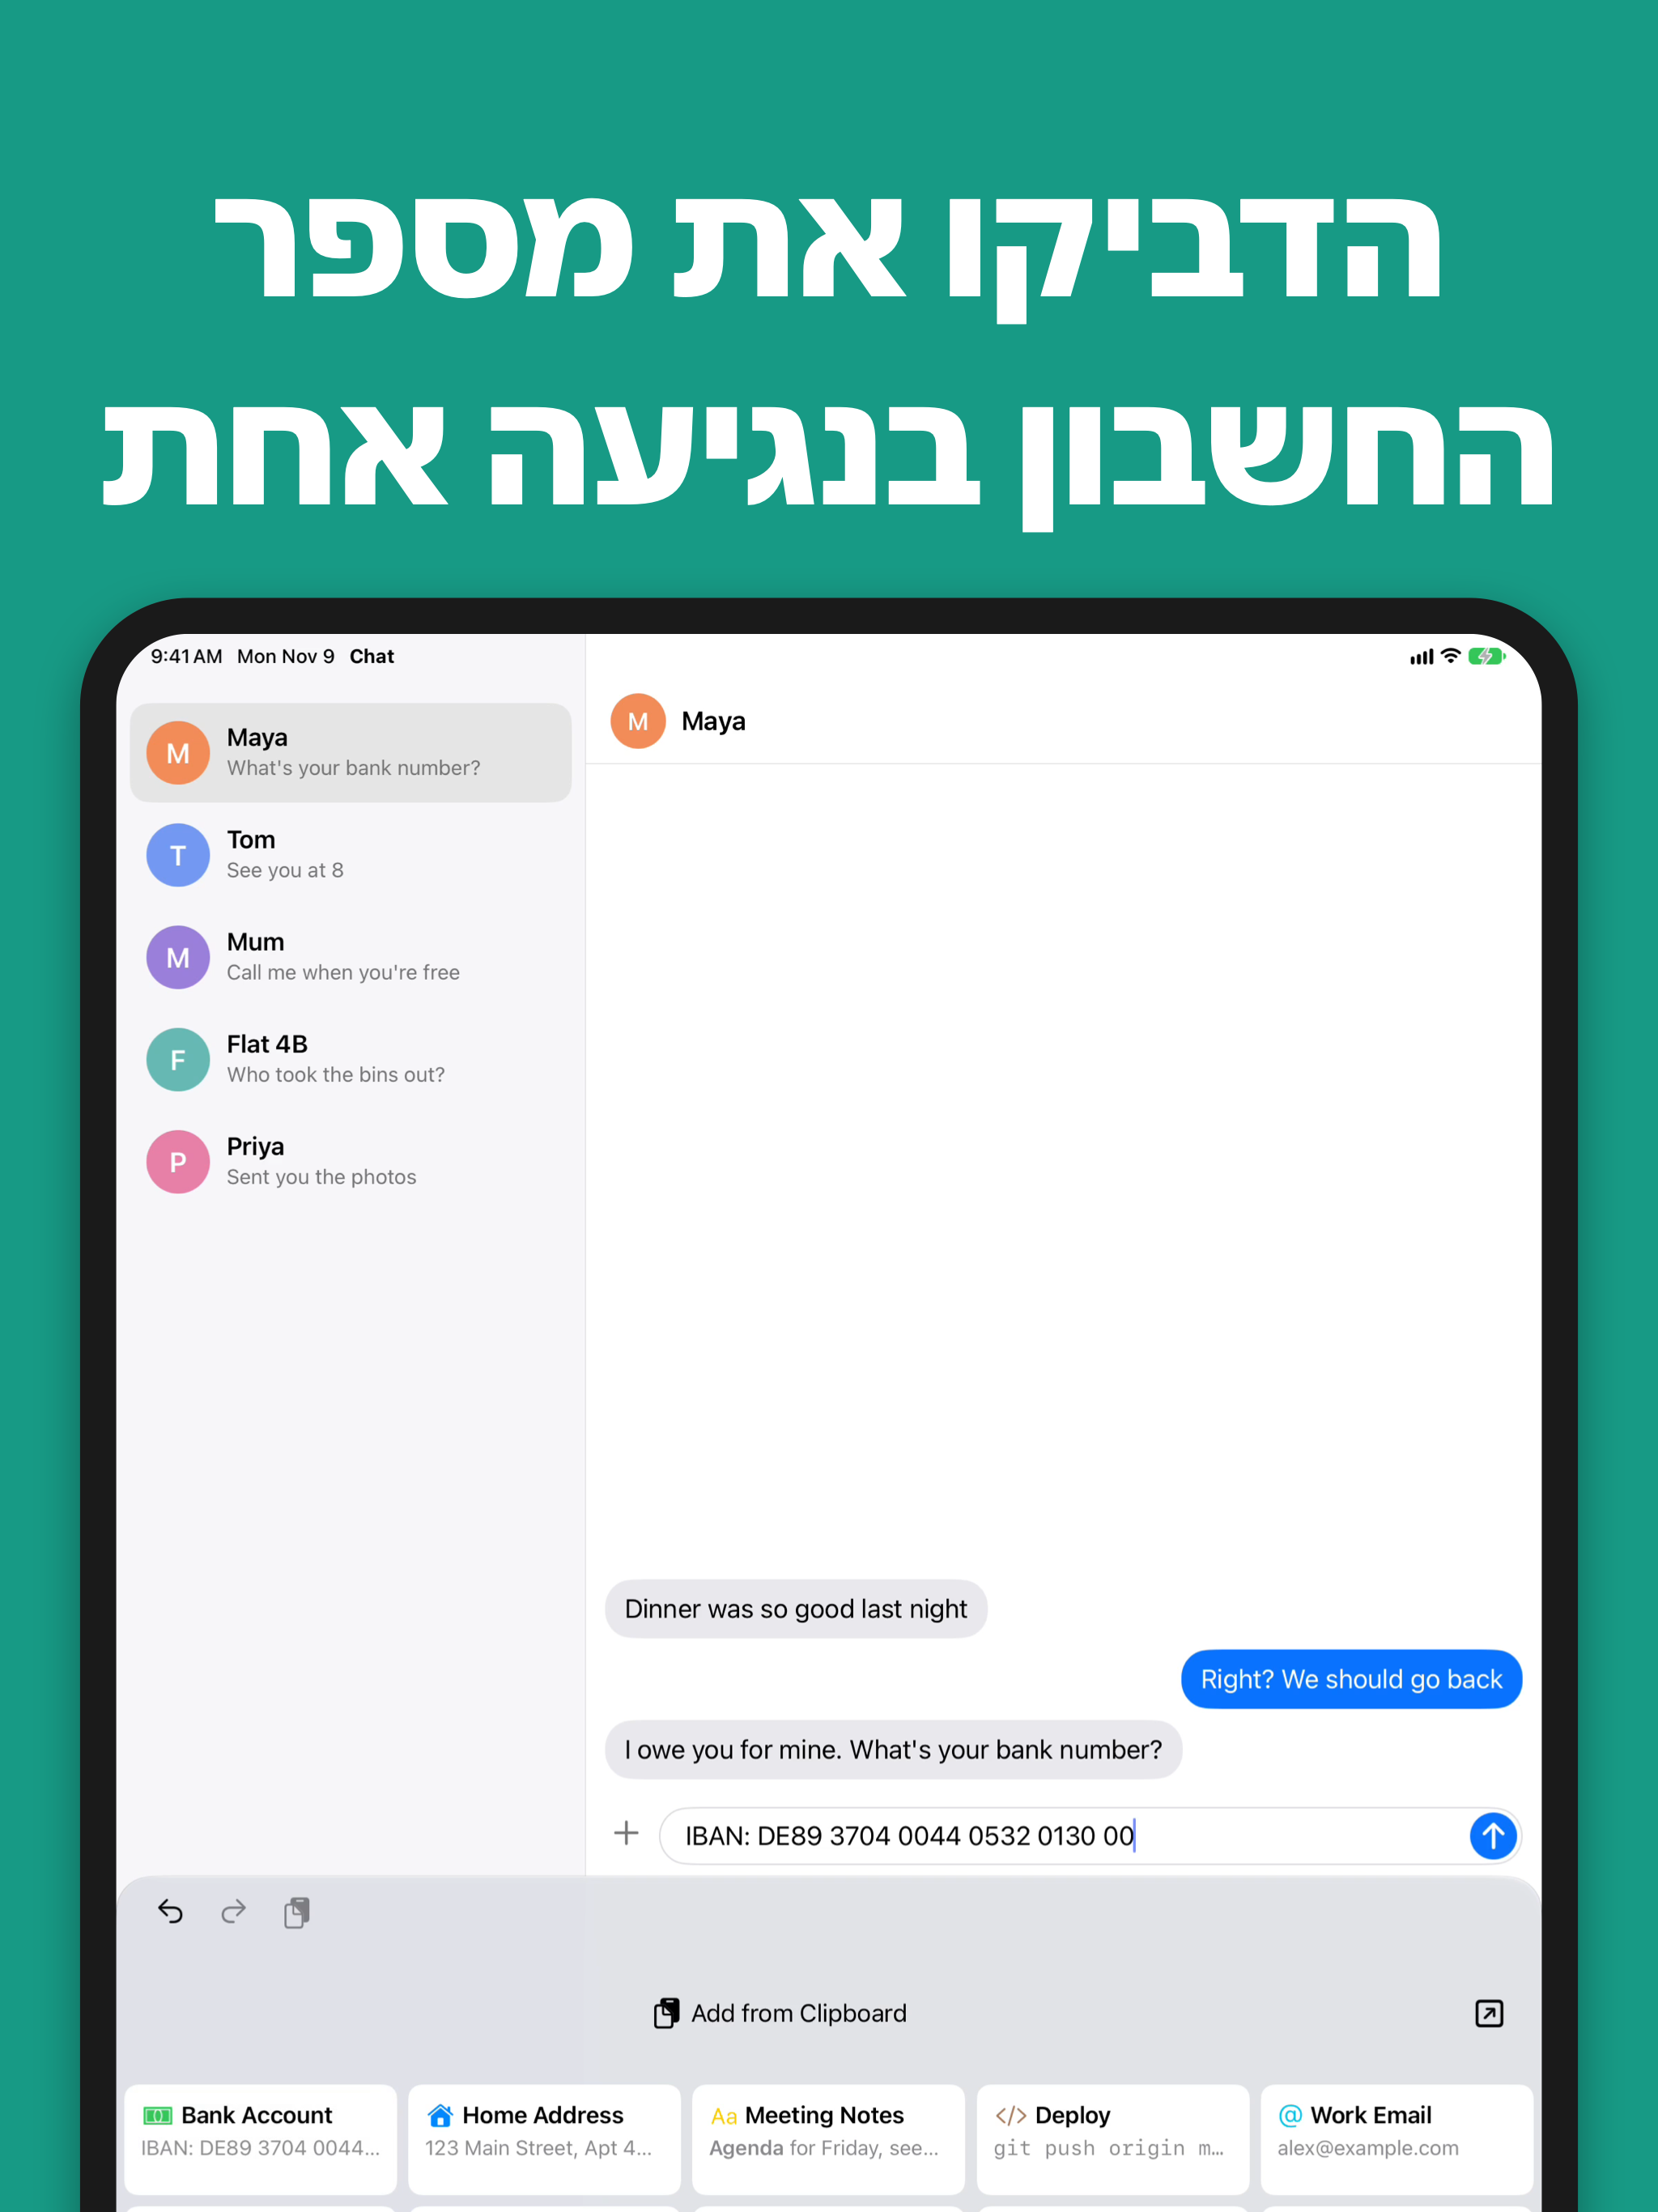 הדביקו את מספר
החשבון בנגיעה אחת
9:41 AM Mon Nov 9 Chat
Maya
What's your bank number?
Tom
See you at 8
Mum
Call me when you're free
Flat 4B
Who took the bins out?
Priya
Sent you the photos
M
T
M
F
P
M Maya
Dinner was so good last night
Right? We should go back
I owe you for mine. What's your bank number?
IBAN: DE89 3704 0044 0532 0130 00
Add from Clipboard
Bank Account
IBAN: DE89 3704 0044...
Home Address
123 Main Street, Apt 4...
Aa Meeting Notes
Agenda for Friday, see...
</> Deploy
git push origin m...
@ Work Email
alex@example.com